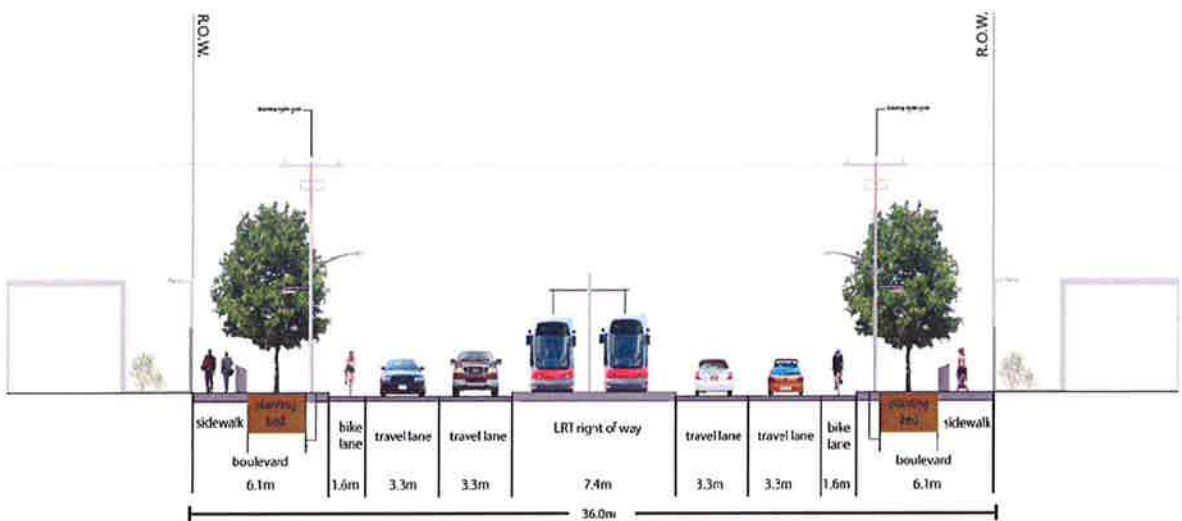 R.O.W.
R.O.W.
sidewalk
planting
bed
bike
lane
travel lane
travel lane
LRT right of way
travel lane
travel lane
bike
lane
planting
bed
sidewalk
boulevard
boulevard
6.1m
1.6m
3.3m
3.3m
7.4m
3.3m
3.3m
1.6m
6.1m
36.0m